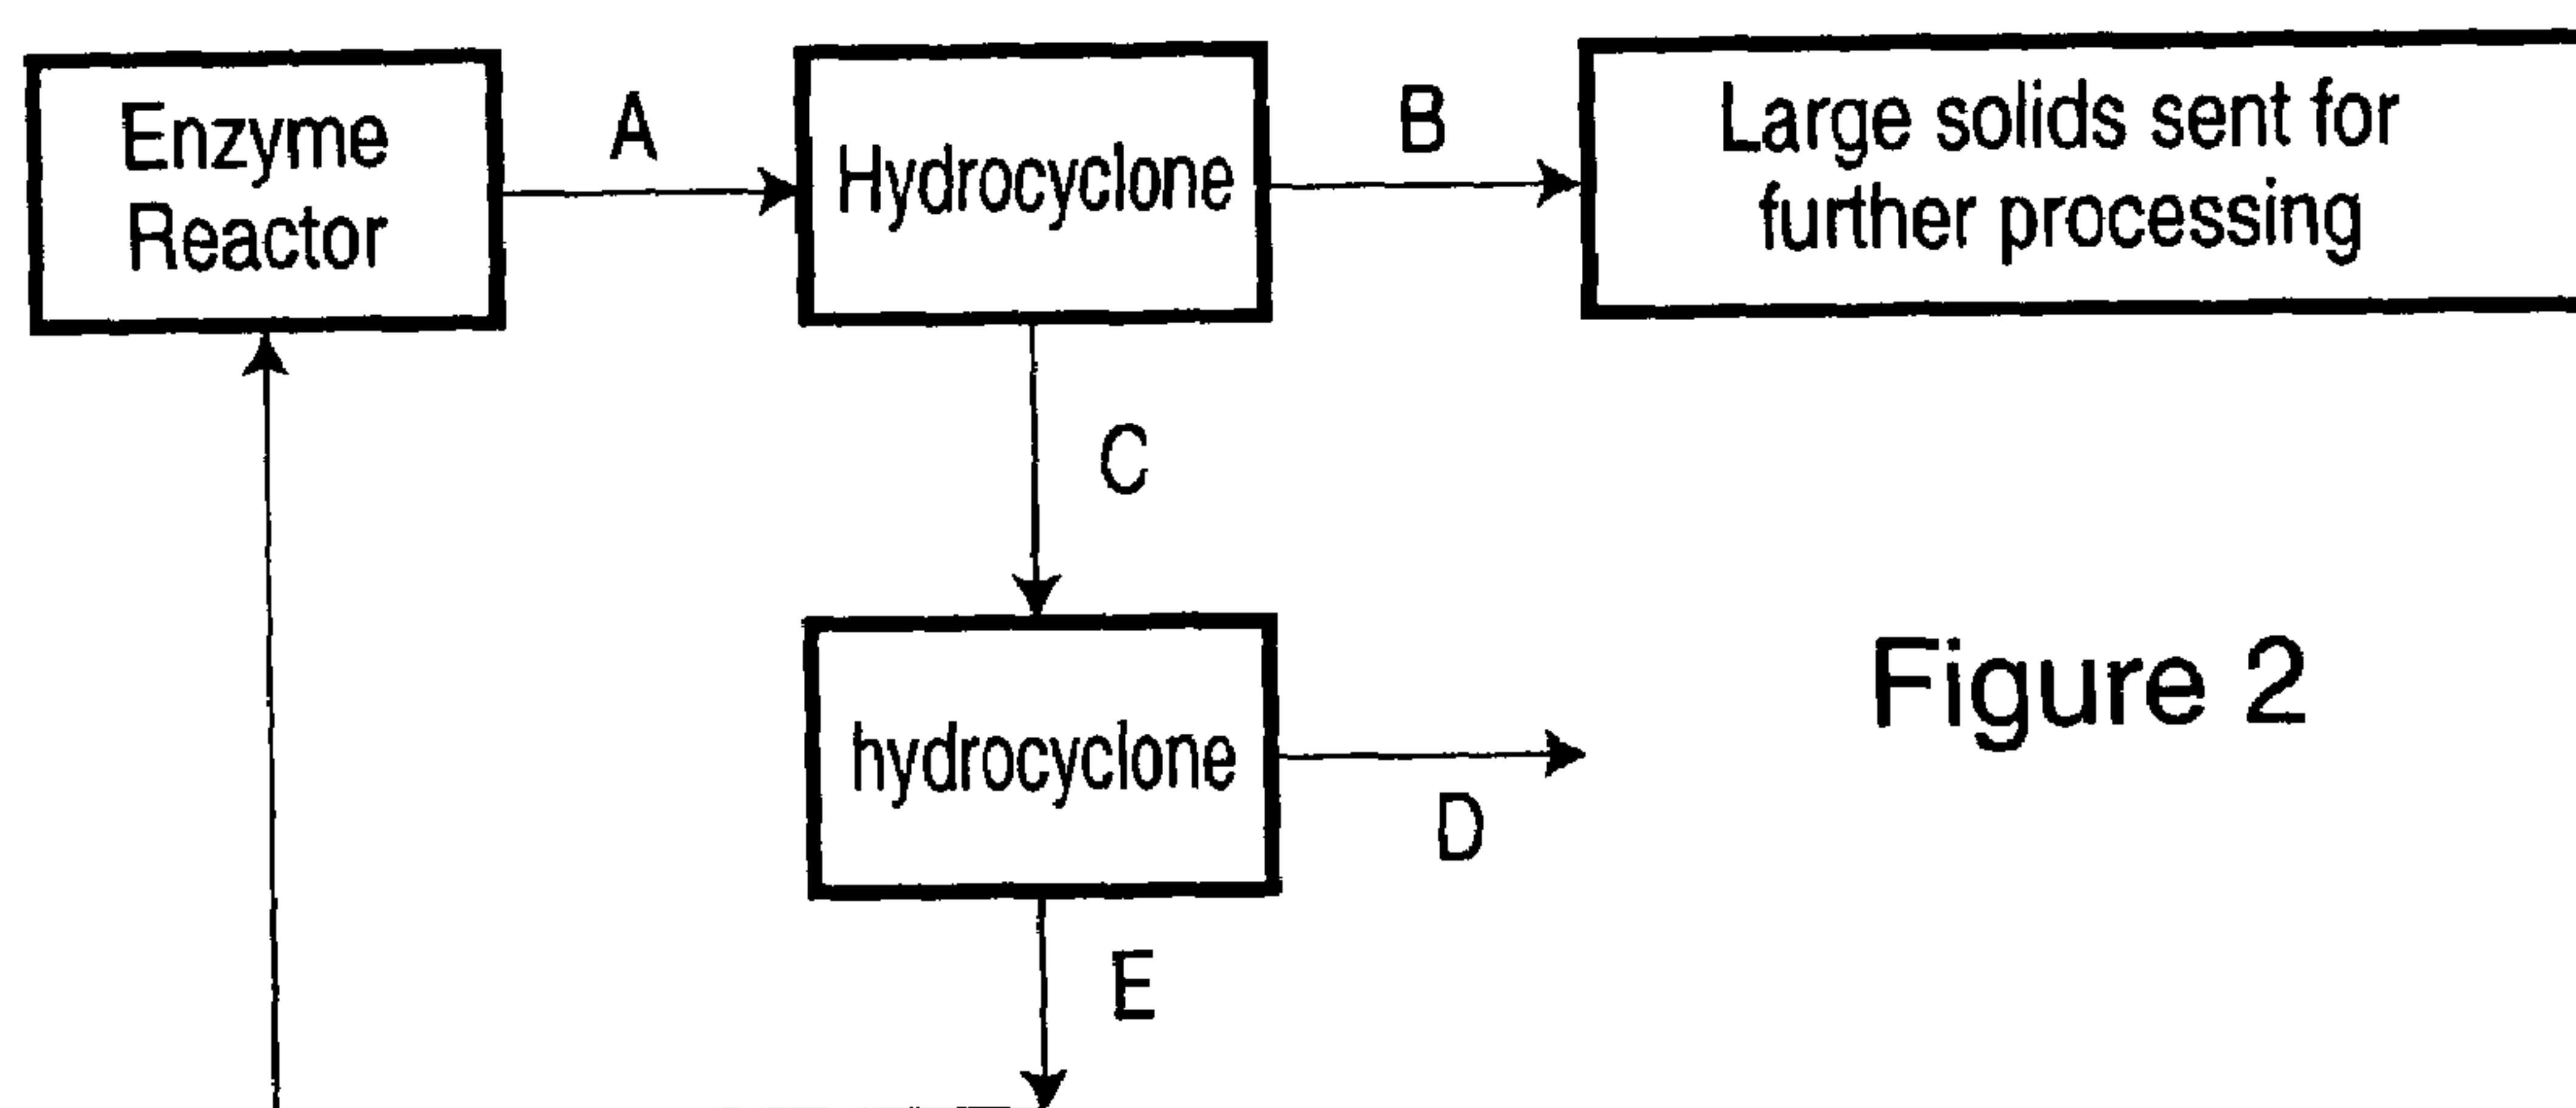 Enzyme
Reactor
A
Hydrocyclone
B
Large solids sent for
further processing
C
hydrocyclone
D
E
Figure 2